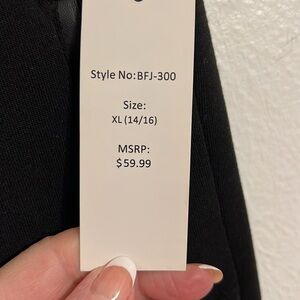 Style No:BFJ-300
Size:
XL (14/16)
MSRP:
$59.99